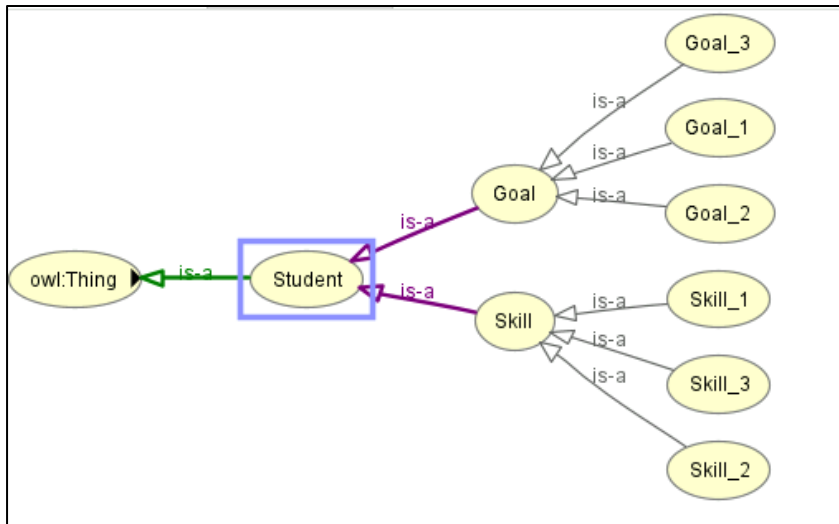 Goal_3
is-a
Goal_1
is-a
Goal
is-a
Goal_2
is-a
owl:Thing
is-a
Student
is-a
Skill
is-a
Skill_1
is-a
Skill_3
is-a
Skill_2